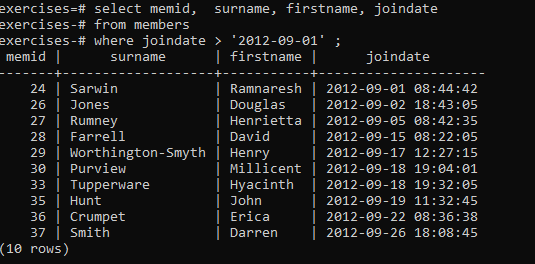 exercises=# select memid,  surname, firstname, joindate
exercises-# from members
exercises-# where joindate > '2012-09-01' ;
 memid |      surname      | firstname |      joindate
-------+-------------------+-----------+---------------------
    24 | Sarwin            | Ramnaresh | 2012-09-01 08:44:42
    26 | Jones             | Douglas   | 2012-09-02 18:43:05
    27 | Rumney            | Henrietta | 2012-09-05 08:42:35
    28 | Farrell           | David     | 2012-09-15 08:22:05
    29 | Worthington-Smyth | Henry     | 2012-09-17 12:27:15
    30 | Purview           | Millicent | 2012-09-18 19:04:01
    33 | Tupperware        | Hyacinth  | 2012-09-18 19:32:05
    35 | Hunt              | John      | 2012-09-19 11:32:45
    36 | Crumpet           | Erica     | 2012-09-22 08:36:38
    37 | Smith             | Darren    | 2012-09-26 18:08:45
(10 rows)